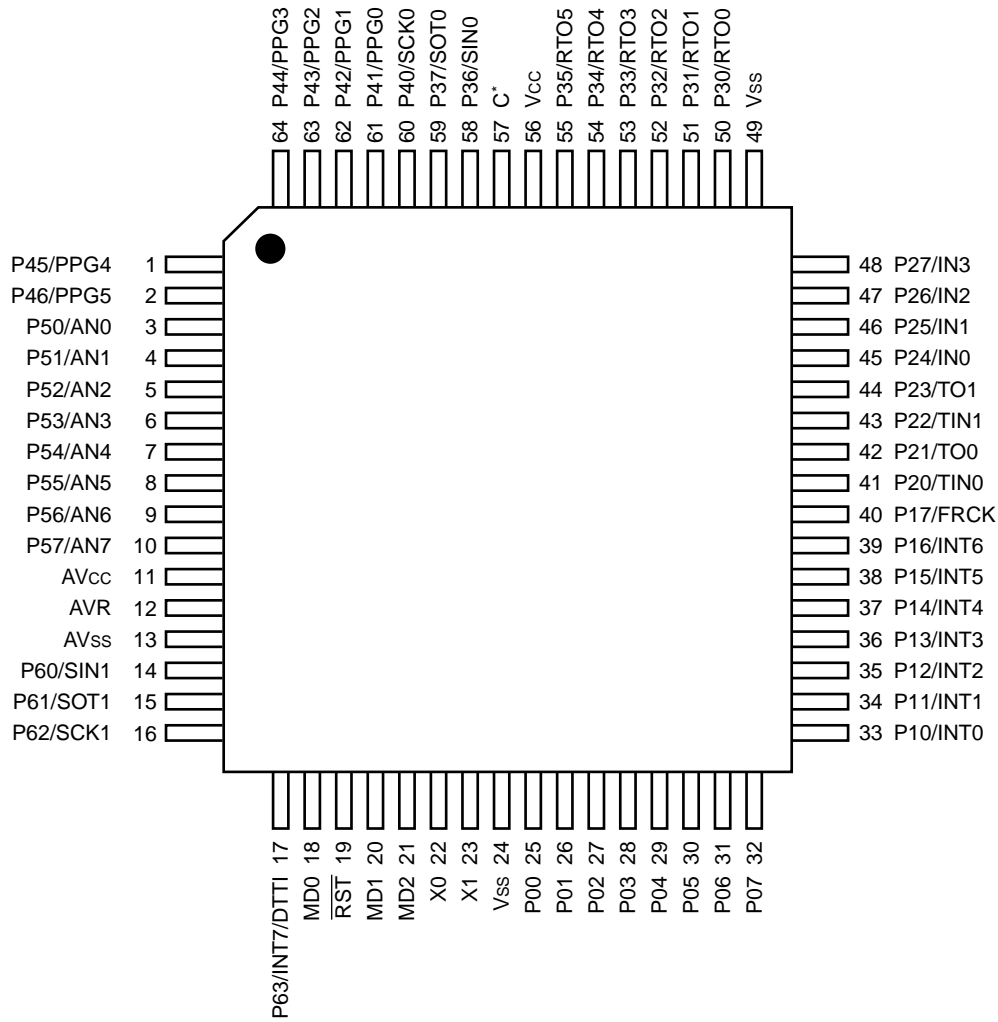 64 P44/PPG3
63 P43/PPG2
62 P42/PPG1
61 P41/PPG0
60 P40/SCK0
59 P37/SOT0
58 P36/SIN0
57 C*
56 Vcc
55 P35/RTO5
54 P34/RTO4
53 P33/RTO3
52 P32/RTO2
51 P31/RTO1
50 P30/RTO0
49 Vss
P45/PPG4 1
P46/PPG5 2
P50/AN0 3
P51/AN1 4
P52/AN2 5
P53/AN3 6
P54/AN4 7
P55/AN5 8
P56/AN6 9
P57/AN7 10
AVcc 11
AVR 12
AVss 13
P60/SIN1 14
P61/SOT1 15
P62/SCK1 16
48 P27/IN3
47 P26/IN2
46 P25/IN1
45 P24/IN0
44 P23/TO1
43 P22/TIN1
42 P21/TO0
41 P20/TIN0
40 P17/FRCK
39 P16/INT6
38 P15/INT5
37 P14/INT4
36 P13/INT3
35 P12/INT2
34 P11/INT1
33 P10/INT0
P63/INT7/DTTI 17
MD0 18
RST 19
MD1 20
MD2 21
X0 22
X1 23
Vss 24
P00 25
P01 26
P02 27
P03 28
P04 29
P05 30
P06 31
P07 32